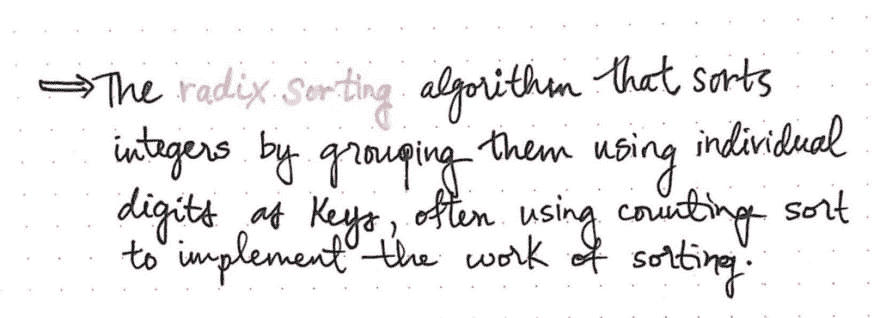 ⇒ The radix sorting algorithm that sorts
integers by grouping them using individual
digits as keys, often using counting sort
to implement the work of sorting.